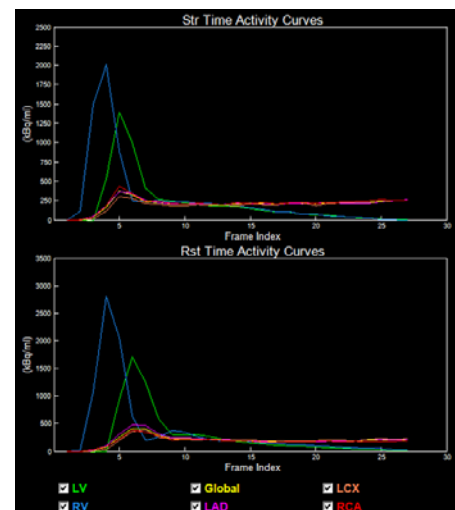 Str Time Activity Curves
2500
2250
2000
1750
1500
1250
1000
750
500
250
0
(kBq/ml)
5 10 15 20 25 30
Frame Index
Rst Time Activity Curves
3500
3000
2500
2000
1500
1000
500
0
(kBq/ml)
5 10 15 20 25 30
Frame Index
LV Global LCX
RV LAD RCA